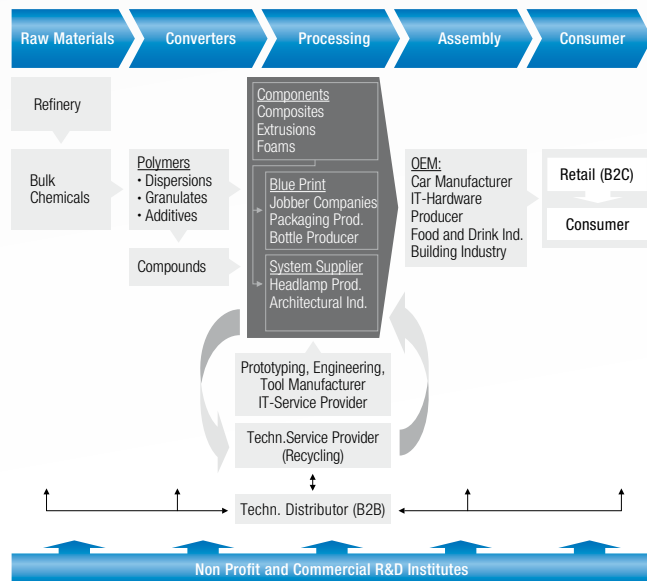 Raw Materials
Converters
Processing
Assembly
Consumer
Refinery
Bulk
Chemicals
Polymers
• Dispersions
• Granulates
• Additives
Compounds
Components
Composites
Extrusions
Foams
Blue Print
Jobber Companies
Packaging Prod.
Bottle Producer
System Supplier
Headlamp Prod.
Architectural Ind.
OEM:
Car Manufacturer
IT-Hardware
Producer
Food and Drink Ind.
Building Industry
Retail (B2C)
Consumer
Prototyping, Engineering,
Tool Manufacturer
IT-Service Provider
Techn.Service Provider
(Recycling)
Techn. Distributor (B2B)
Non Profit and Commercial R&D Institutes